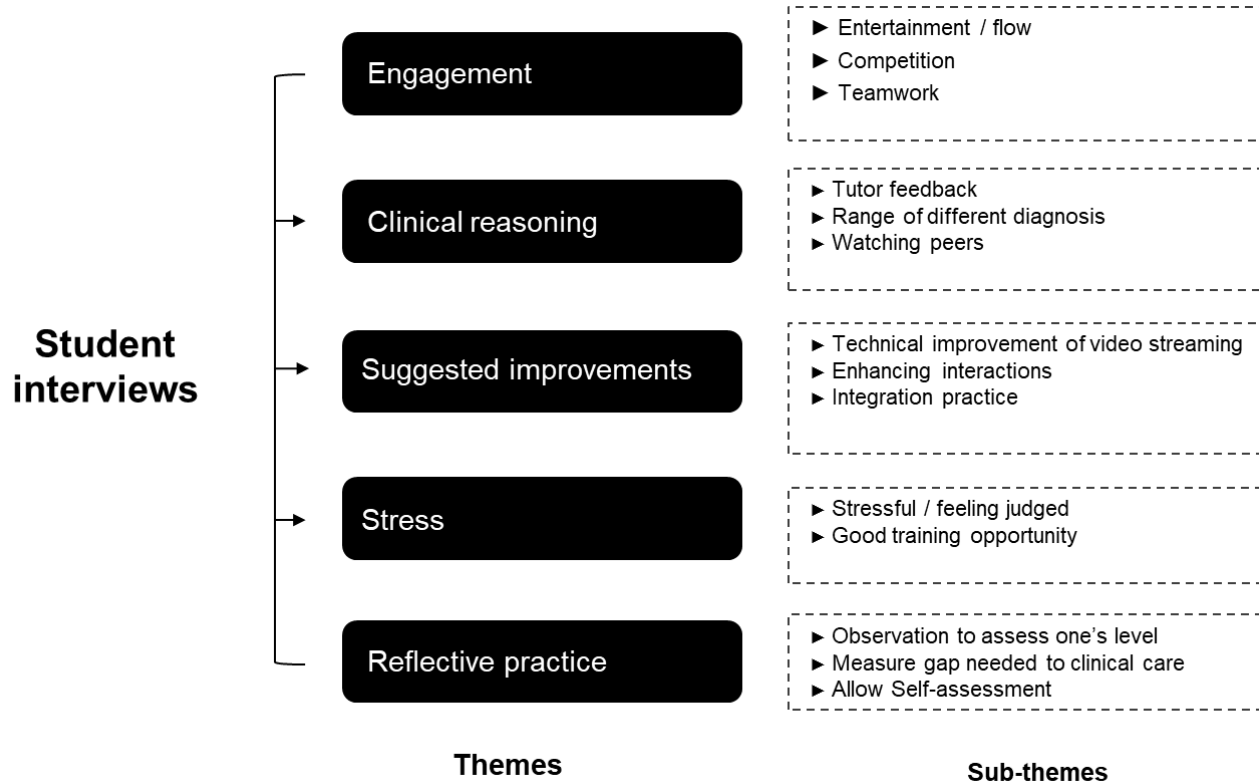 Student
interviews
Engagement
► Entertainment / flow
► Competition
► Teamwork
Clinical reasoning
► Tutor feedback
► Range of different diagnosis
► Watching peers
Suggested improvements
► Technical improvement of video streaming
► Enhancing interactions
► Integration practice
Stress
► Stressful / feeling judged
► Good training opportunity
Reflective practice
► Observation to assess one’s level
► Measure gap needed to clinical care
► Allow Self-assessment
Themes
Sub-themes